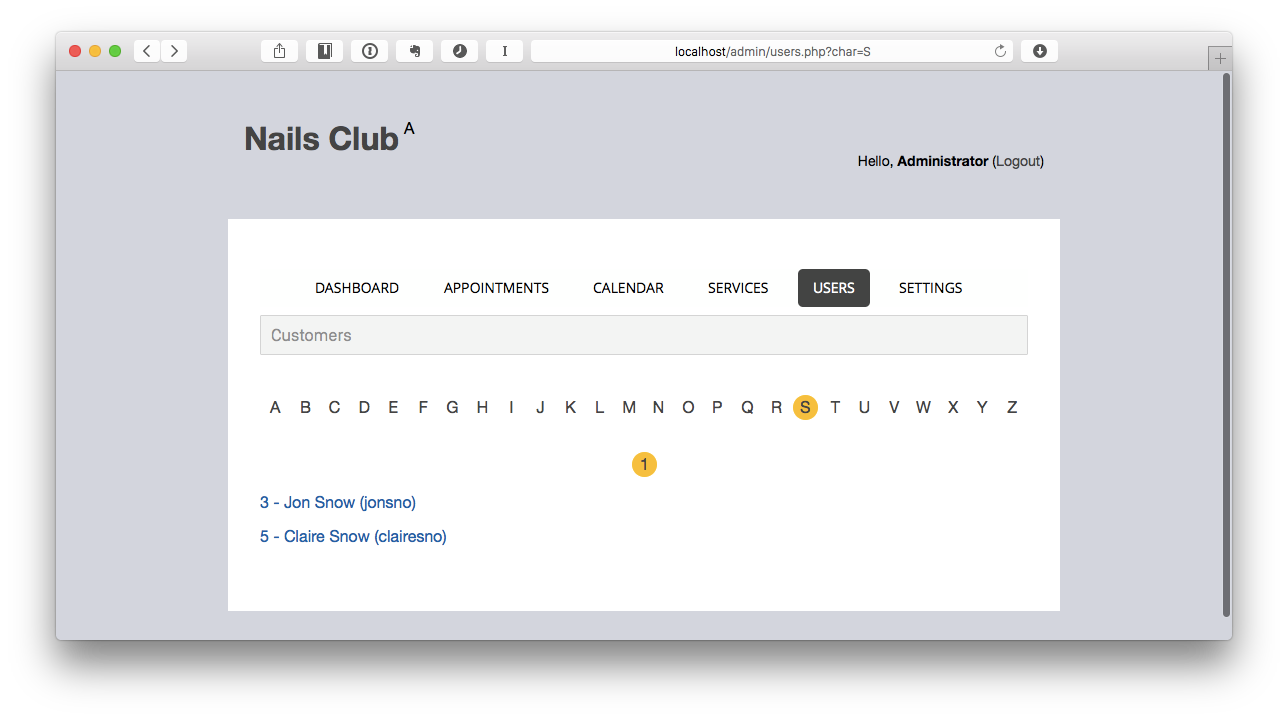 localhost/admin/users.php?char=S
Nails Club A
Hello, Administrator (Logout)
DASHBOARD APPOINTMENTS CALENDAR SERVICES USERS SETTINGS
Customers
A B C D E F G H I J K L M N O P Q R S T U V W X Y Z
1
3 - Jon Snow (jonsno)
5 - Claire Snow (clairesno)